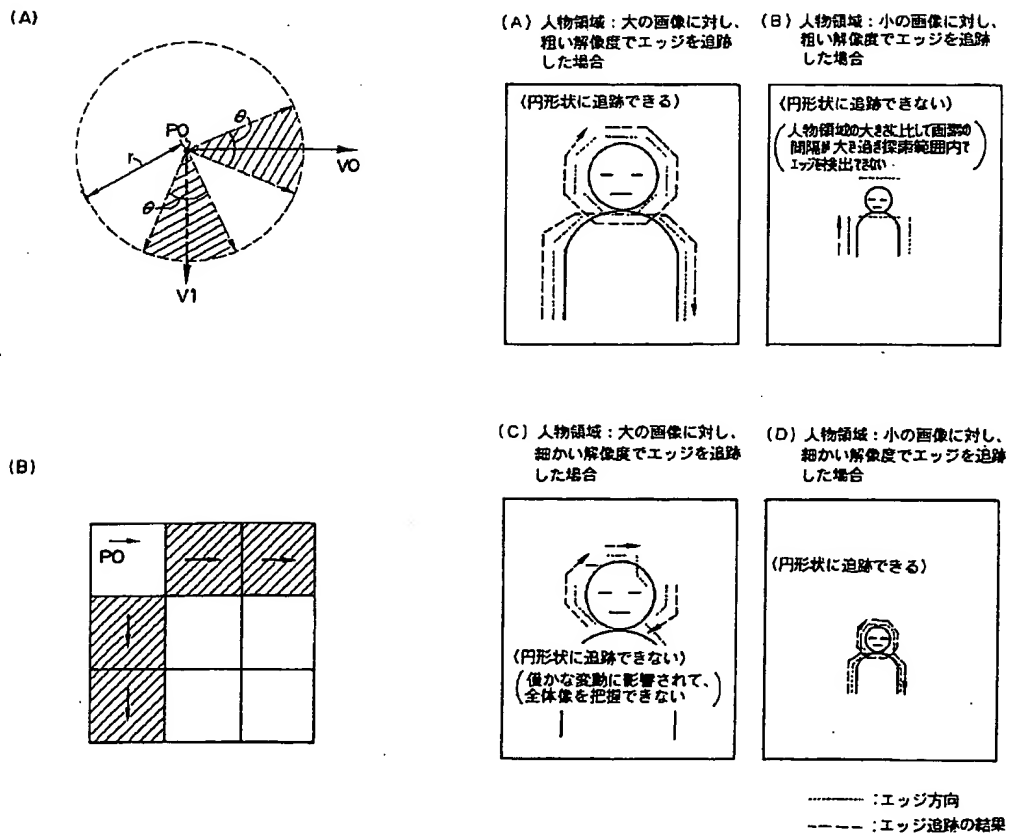 (A)
PO
θ
r
VO
θ
V1
(B)
PO
(A) 人物領域：大の画像に対し、
粗い解像度でエッジを追跡
した場合
(円形状に追跡できる)
(B) 人物領域：小の画像に対し、
粗い解像度でエッジを追跡
した場合
(円形状に追跡できない)
(人物領域の大きさに比して画素の
間隔が大き過ぎ探索範囲内で
エッジを検出できない)
(C) 人物領域：大の画像に対し、
細かい解像度でエッジを追跡
した場合
(円形状に追跡できない)
(僅かな変動に影響されて、
全体像を把握できない)
(D) 人物領域：小の画像に対し、
細かい解像度でエッジを追跡
した場合
(円形状に追跡できる)
：エッジ方向
：エッジ追跡の結果